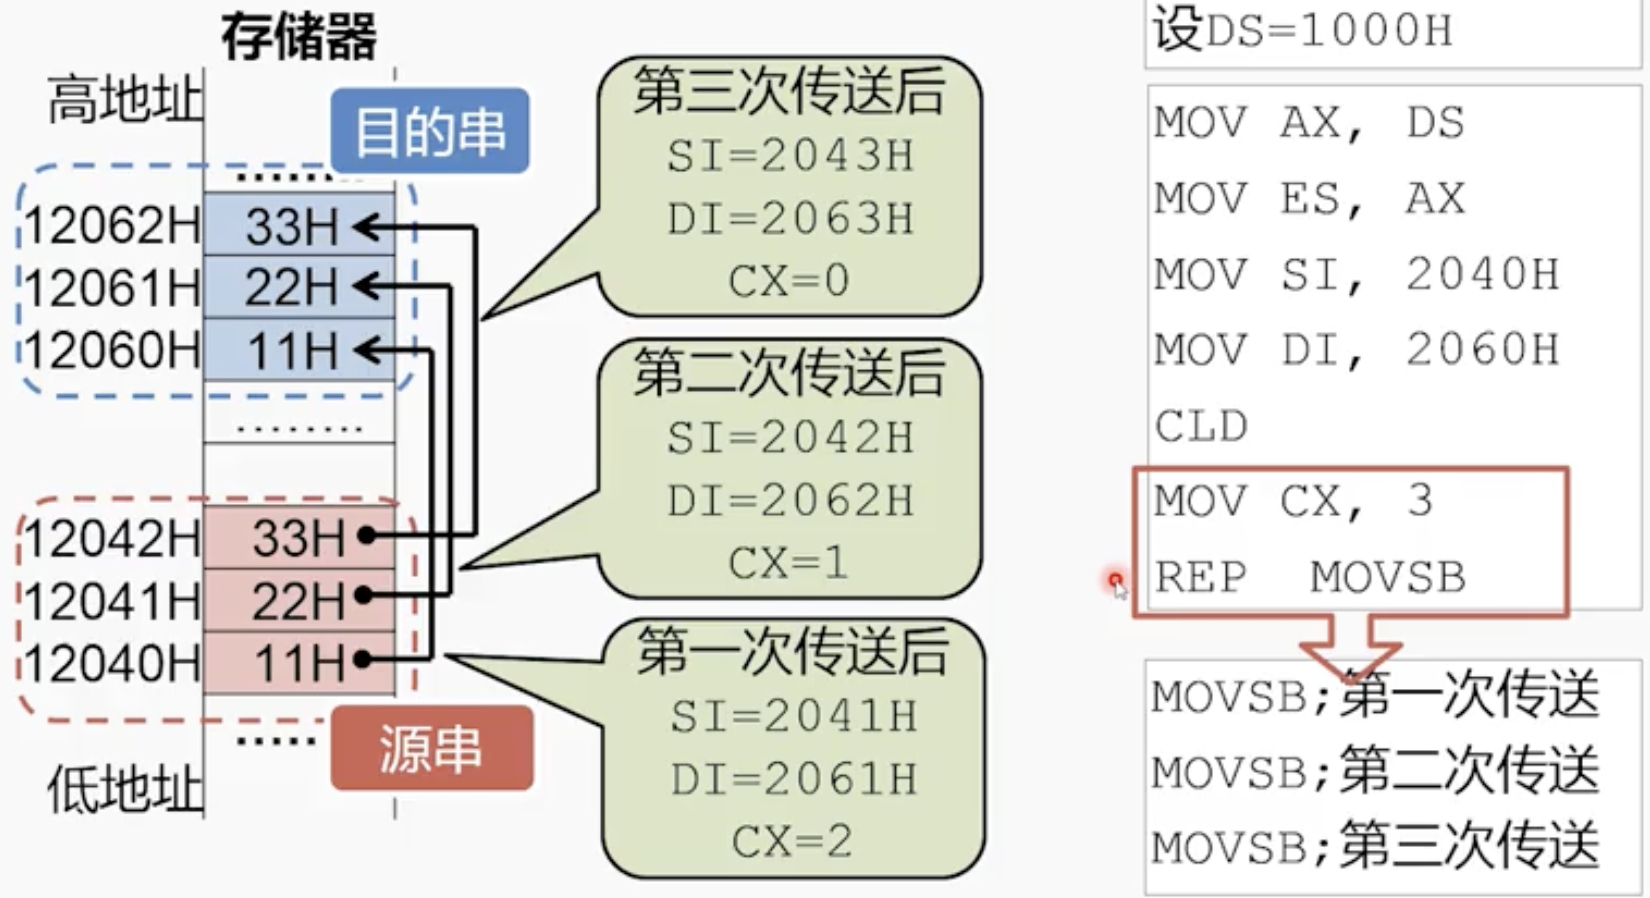 存储器
高地址
目的串
........
12062H 33H
12061H 22H
12060H 11H
........
12042H 33H
12041H 22H
12040H 11H
源串
.....
低地址
第三次传送后
SI=2043H
DI=2063H
CX=0
第二次传送后
SI=2042H
DI=2062H
CX=1
第一次传送后
SI=2041H
DI=2061H
CX=2
设DS=1000H
MOV AX, DS
MOV ES, AX
MOV SI, 2040H
MOV DI, 2060H
CLD
MOV CX, 3
REP MOVSB
MOVSB;第一次传送
MOVSB;第二次传送
MOVSB;第三次传送